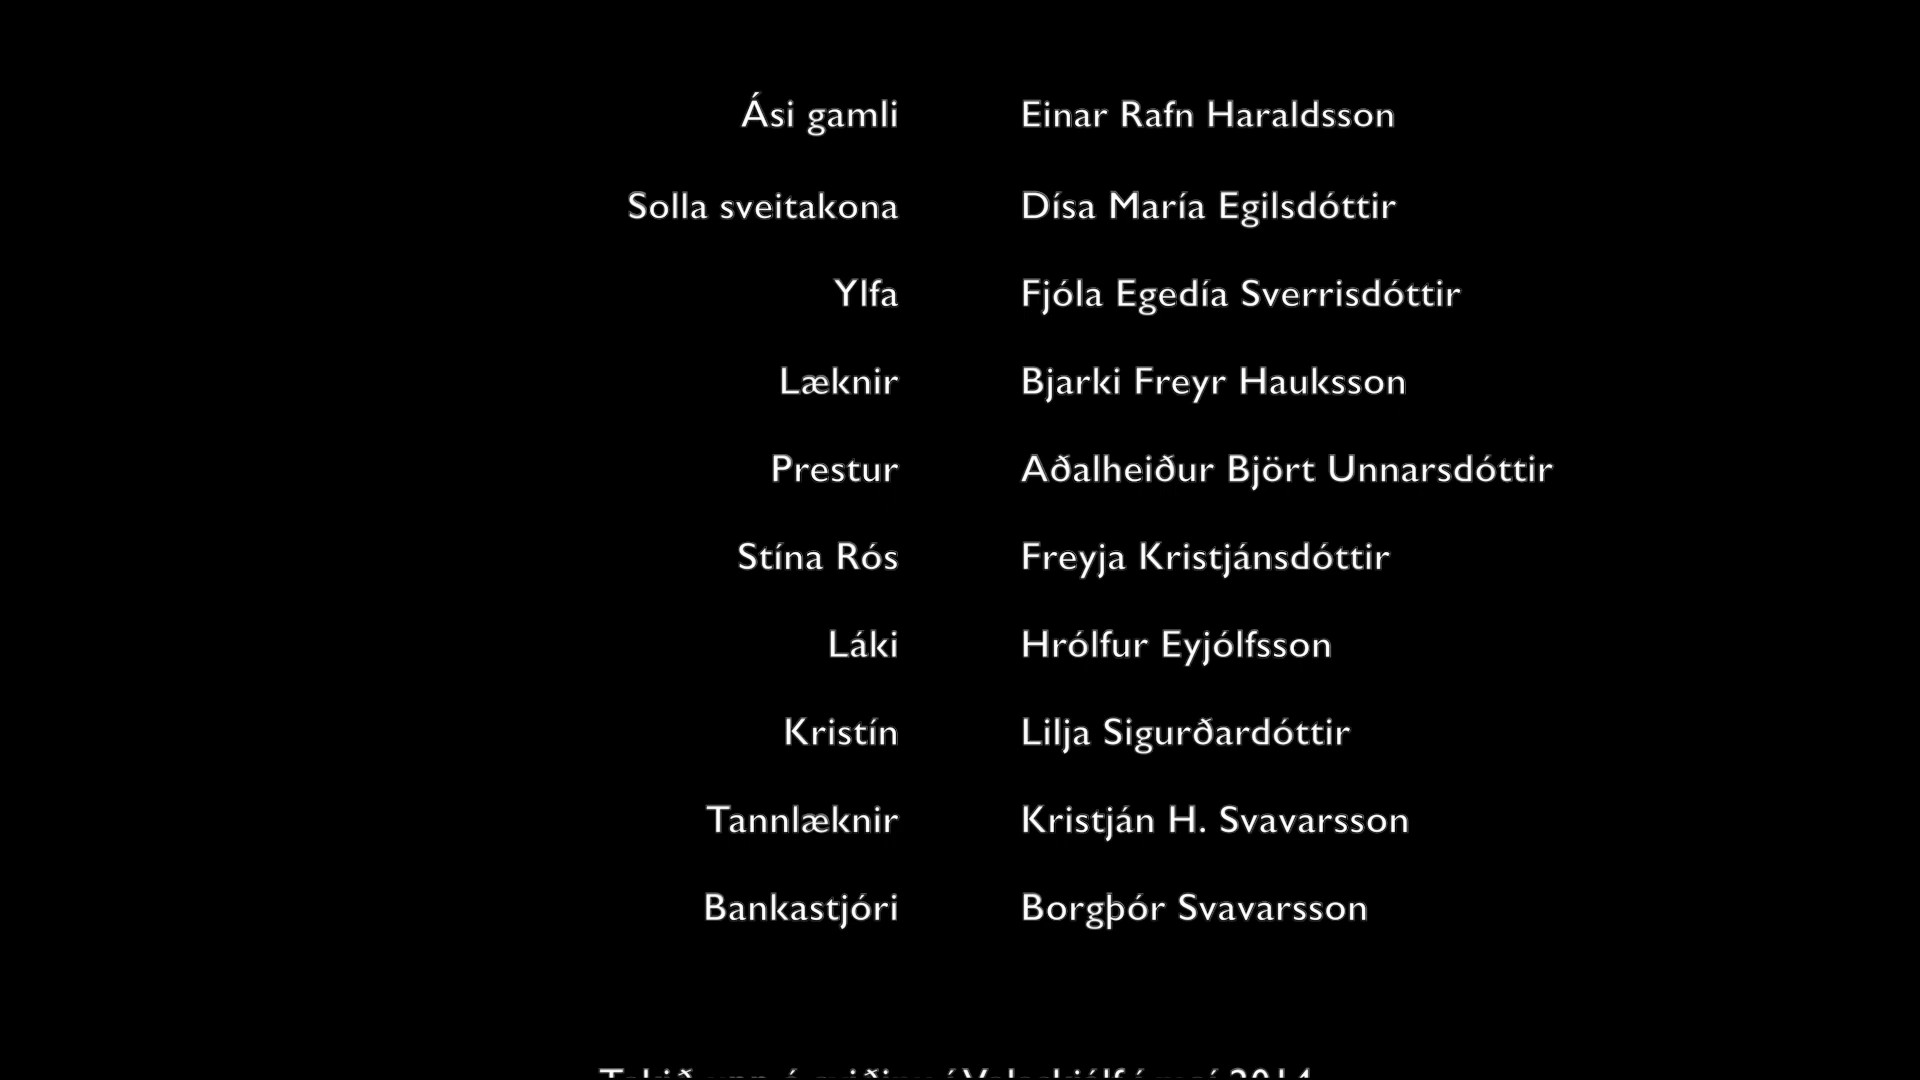 Ási gamli Einar Rafn Haraldsson
Solla sveitakona Dísa María Egilsdóttir
Ylfa Fjóla Egedía Sverrisdóttir
Læknir Bjarki Freyr Hauksson
Prestur Aðalheiður Björt Unnarsdóttir
Stína Rós Freyja Kristjánsdóttir
Láki Hrólfur Eyjólfsson
Kristín Lilja Sigurðardóttir
Tannlæknir Kristján H. Svavarsson
Bankastjóri Borgþór Svavarsson